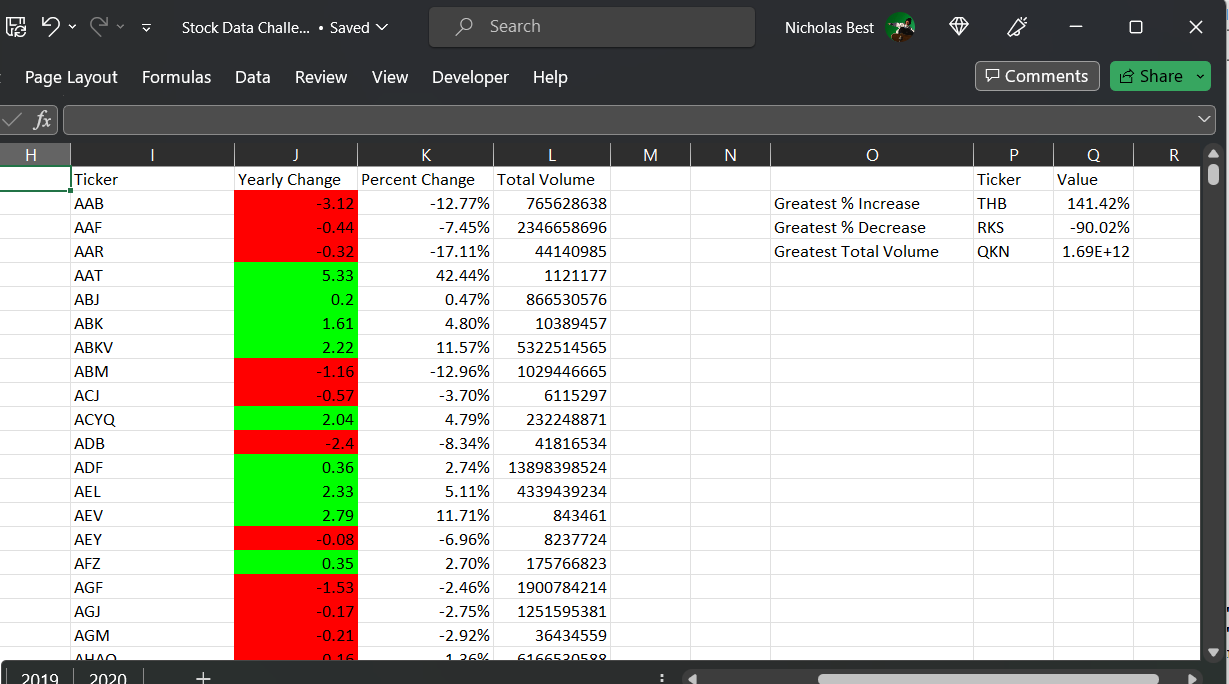 Stock Data Challe... • Saved Search Nicholas Best
Page Layout Formulas Data Review View Developer Help Comments Share
fx
H I J K L M N O P Q R
Ticker Yearly Change Percent Change Total Volume Ticker Value
AAB -3.12 -12.77% 765628638 Greatest % Increase THB 141.42%
AAF -0.44 -7.45% 2346658696 Greatest % Decrease RKS -90.02%
AAR -0.32 -17.11% 44140985 Greatest Total Volume QKN 1.69E+12
AAT 5.33 42.44% 1121177
ABJ 0.2 0.47% 866530576
ABK 1.61 4.80% 10389457
ABKV 2.22 11.57% 5322514565
ABM -1.16 -12.96% 1029446665
ACJ -0.57 -3.70% 6115297
ACYQ 2.04 4.79% 232248871
ADB -2.4 -8.34% 41816534
ADF 0.36 2.74% 13898398524
AEL 2.33 5.11% 4339439234
AEV 2.79 11.71% 843461
AEY -0.08 -6.96% 8237724
AFZ 0.35 2.70% 175766823
AGF -1.53 -2.46% 1900784214
AGJ -0.17 -2.75% 1251595381
AGM -0.21 -2.92% 36434559
2019 2020